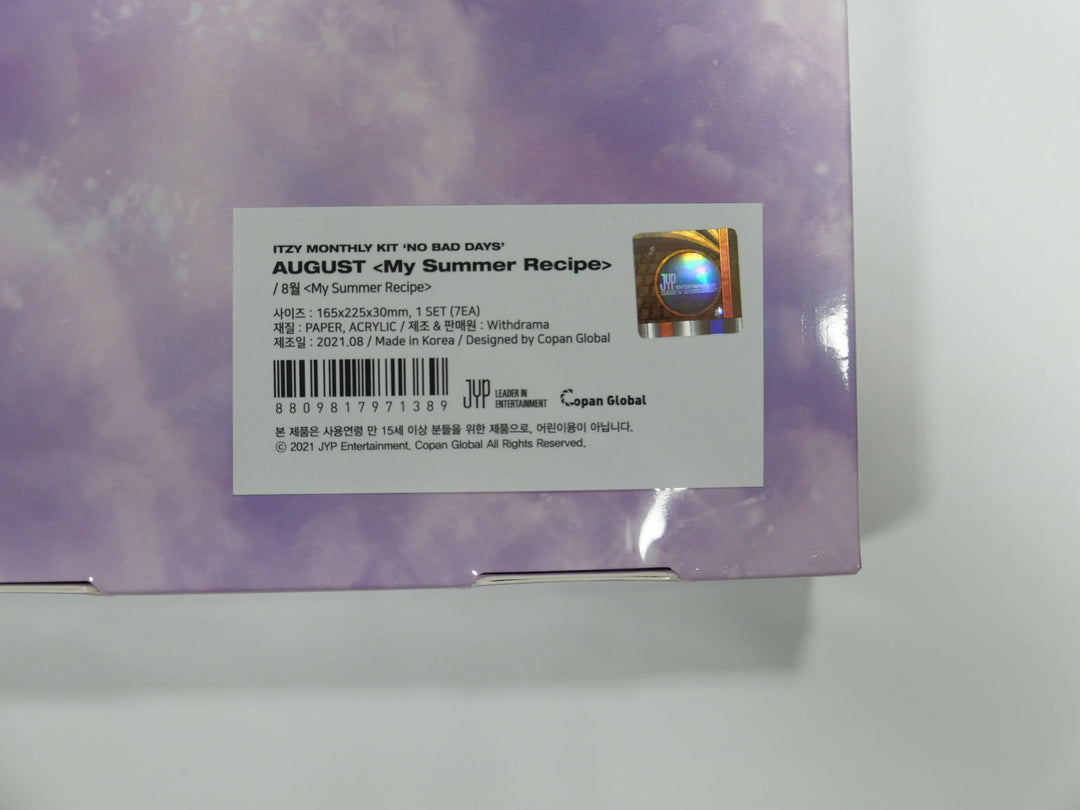 ITZY MONTHLY KIT ‘NO BAD DAYS’
AUGUST <My Summer Recipe>
/ 8월 <My Summer Recipe>
사이즈 : 165x225x30mm, 1 SET (7EA)
재질 : PAPER, ACRYLIC / 제조 & 판매원 : Withdrama
제조일 : 2021.08 / Made in Korea / Designed by Copan Global
8809817971389
JYP LEADER IN
ENTERTAINMENT
Copan Global
본 제품은 사용연령 만 15세 이상 분들을 위한 제품으로, 어린이용이 아닙니다.
ⓒ 2021 JYP Entertainment, Copan Global All Rights Reserved.
JYP ENTERTAINMENT